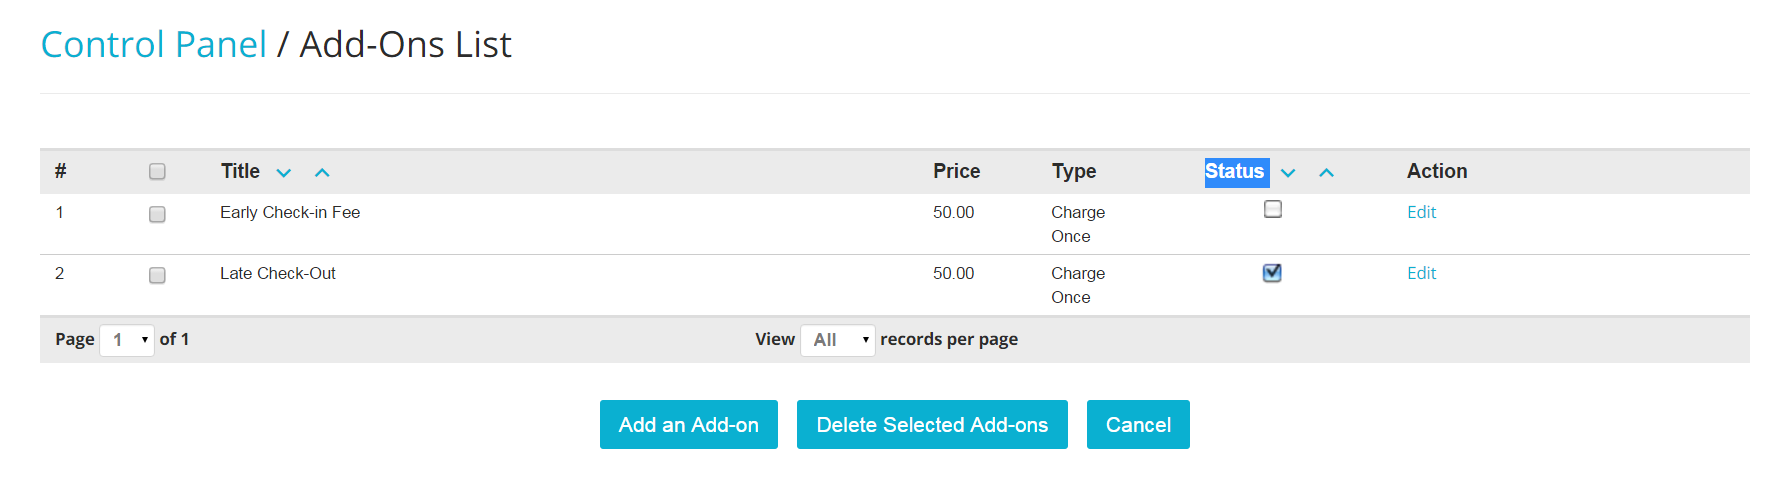 Control Panel / Add-Ons List
# Title Price Type Status Action
1 Early Check-in Fee 50.00 Charge Once Edit
2 Late Check-Out 50.00 Charge Once Edit
Page 1 of 1 View All records per page
Add an Add-on Delete Selected Add-ons Cancel